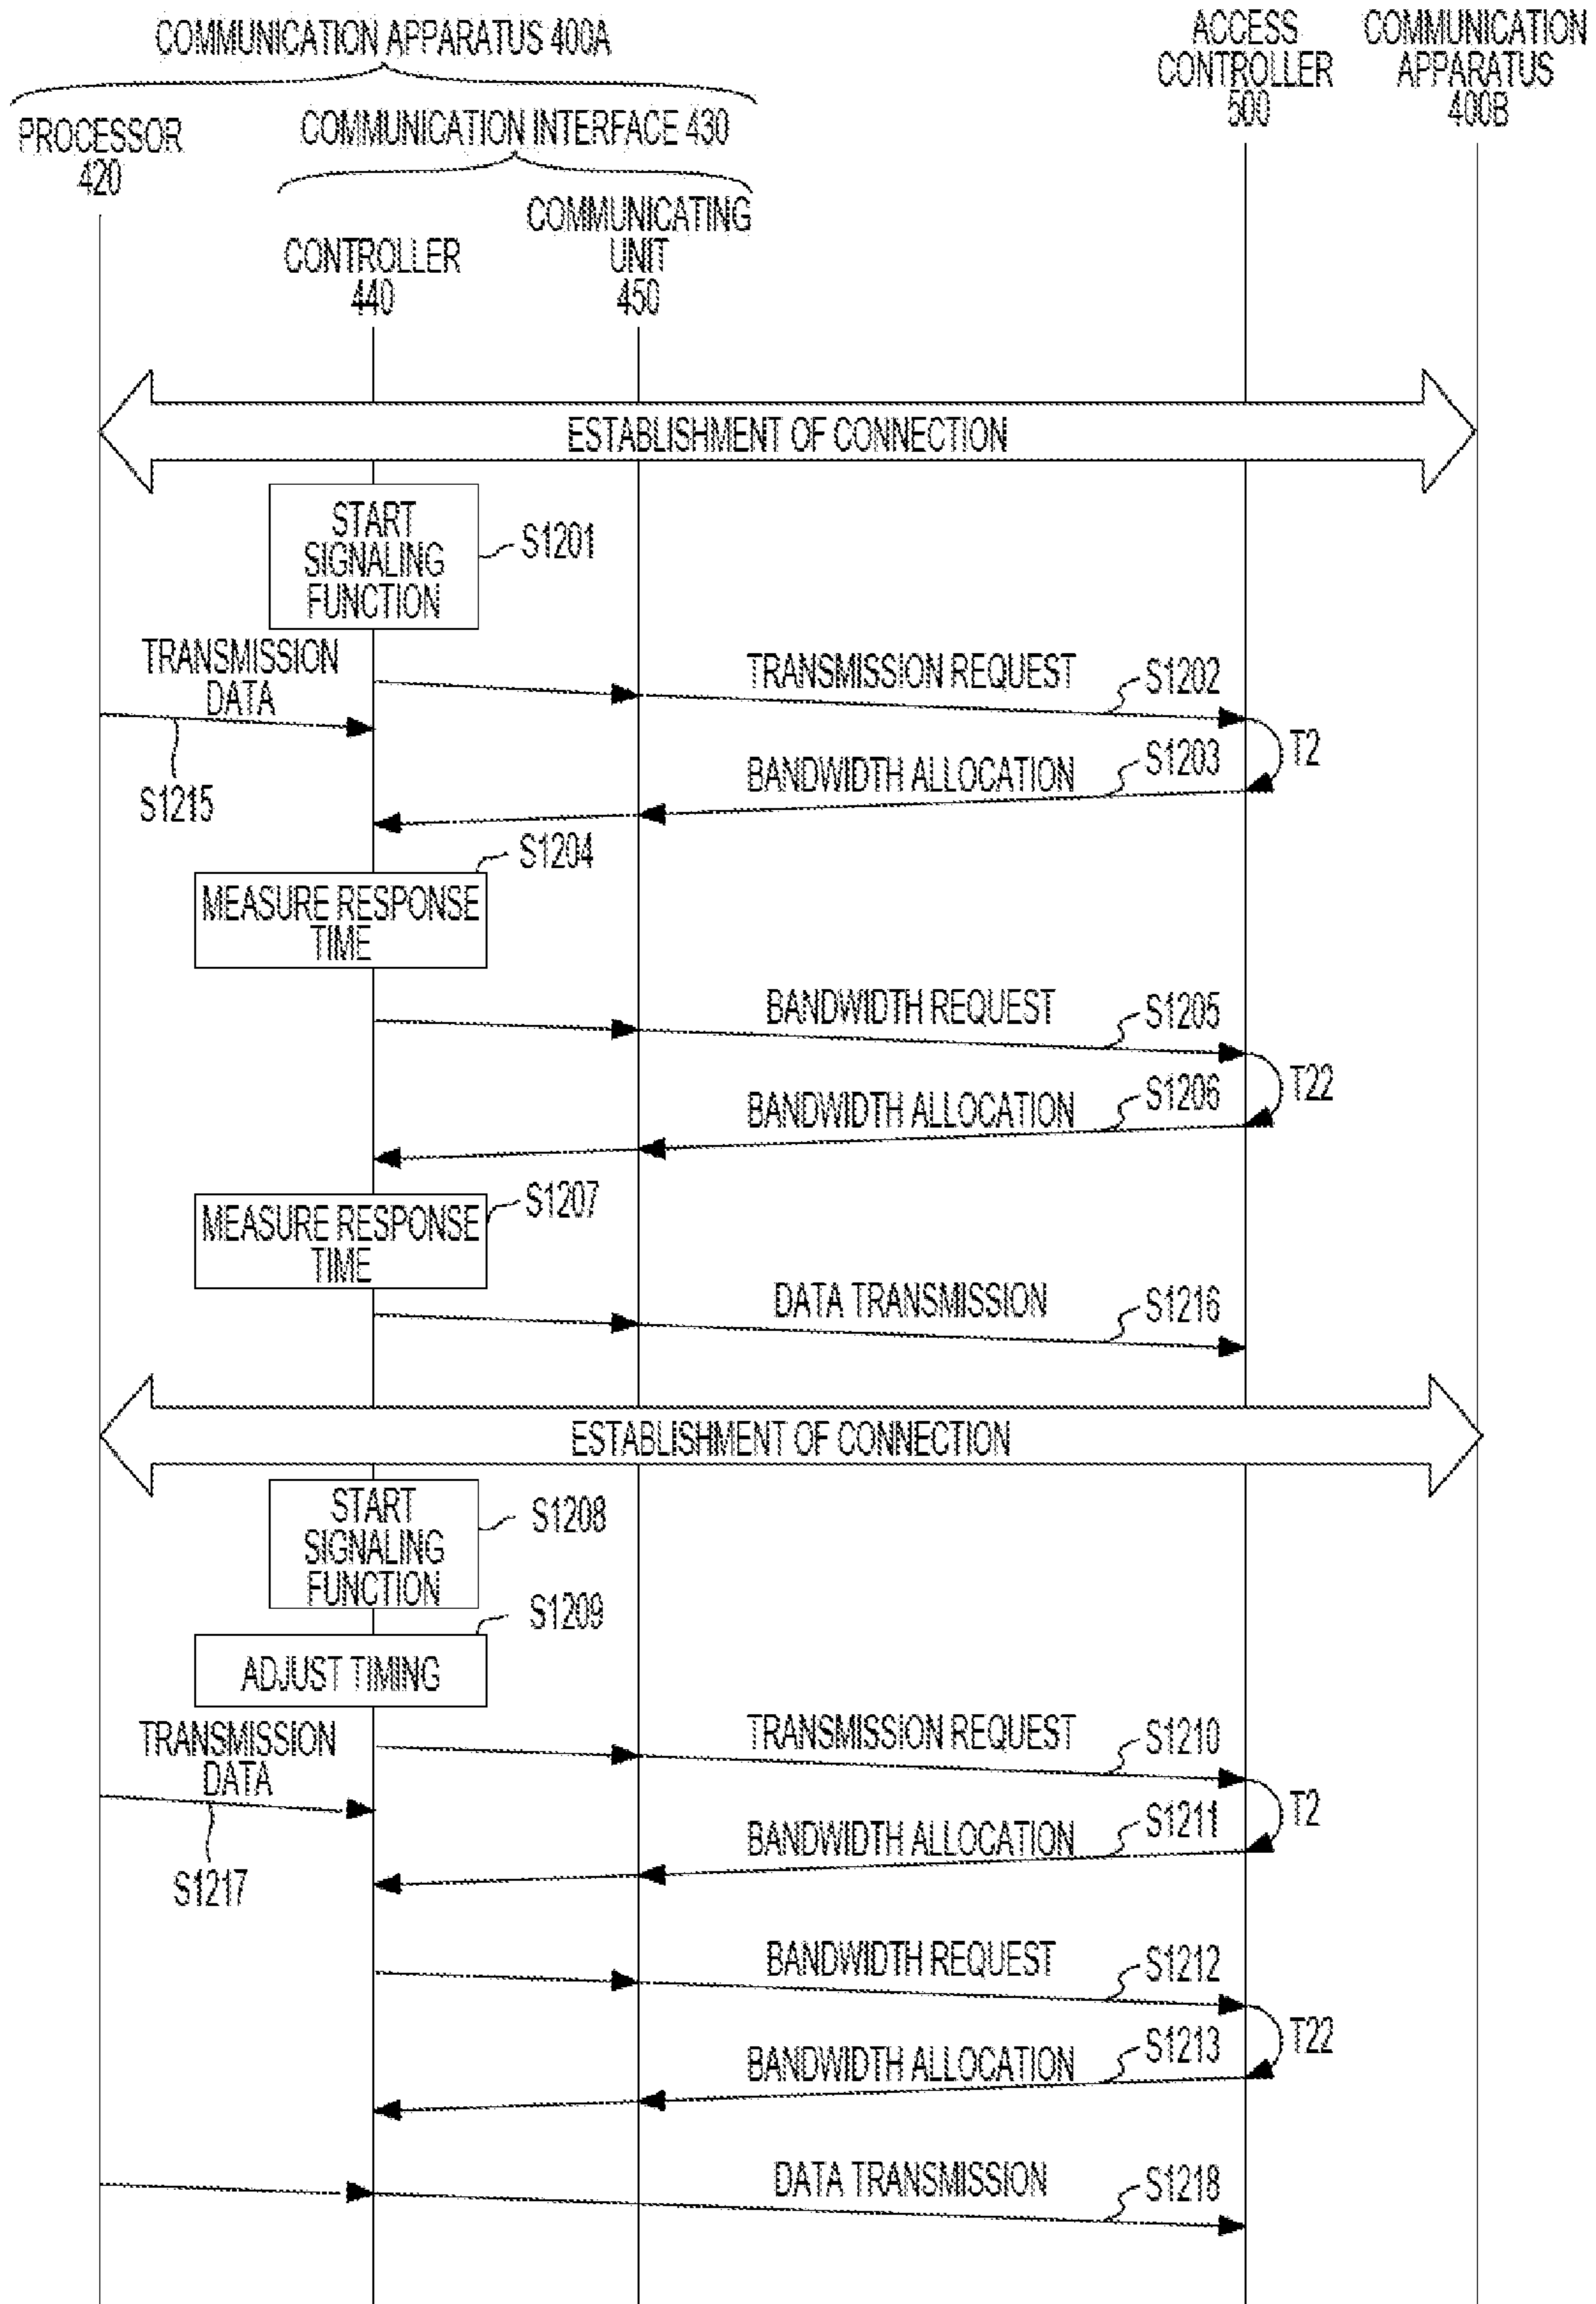 COMMUNICATION APPARATUS 400A
ACCESS
CONTROLLER
500
COMMUNICATION
APPARATUS
400B
PROCESSOR
420
COMMUNICATION INTERFACE 430
CONTROLLER
440
COMMUNICATING
UNIT
450
ESTABLISHMENT OF CONNECTION
START
SIGNALING
FUNCTION
S1201
TRANSMISSION
DATA
S1215
TRANSMISSION REQUEST
S1202
T2
BANDWIDTH ALLOCATION
S1203
S1204
MEASURE RESPONSE
TIME
BANDWIDTH REQUEST
S1205
T22
BANDWIDTH ALLOCATION
S1206
S1207
MEASURE RESPONSE
TIME
DATA TRANSMISSION
S1216
ESTABLISHMENT OF CONNECTION
START
SIGNALING
FUNCTION
S1208
S1209
ADJUST TIMING
TRANSMISSION
DATA
S1217
TRANSMISSION REQUEST
S1210
T2
BANDWIDTH ALLOCATION
S1211
BANDWIDTH REQUEST
S1212
T22
BANDWIDTH ALLOCATION
S1213
DATA TRANSMISSION
S1218